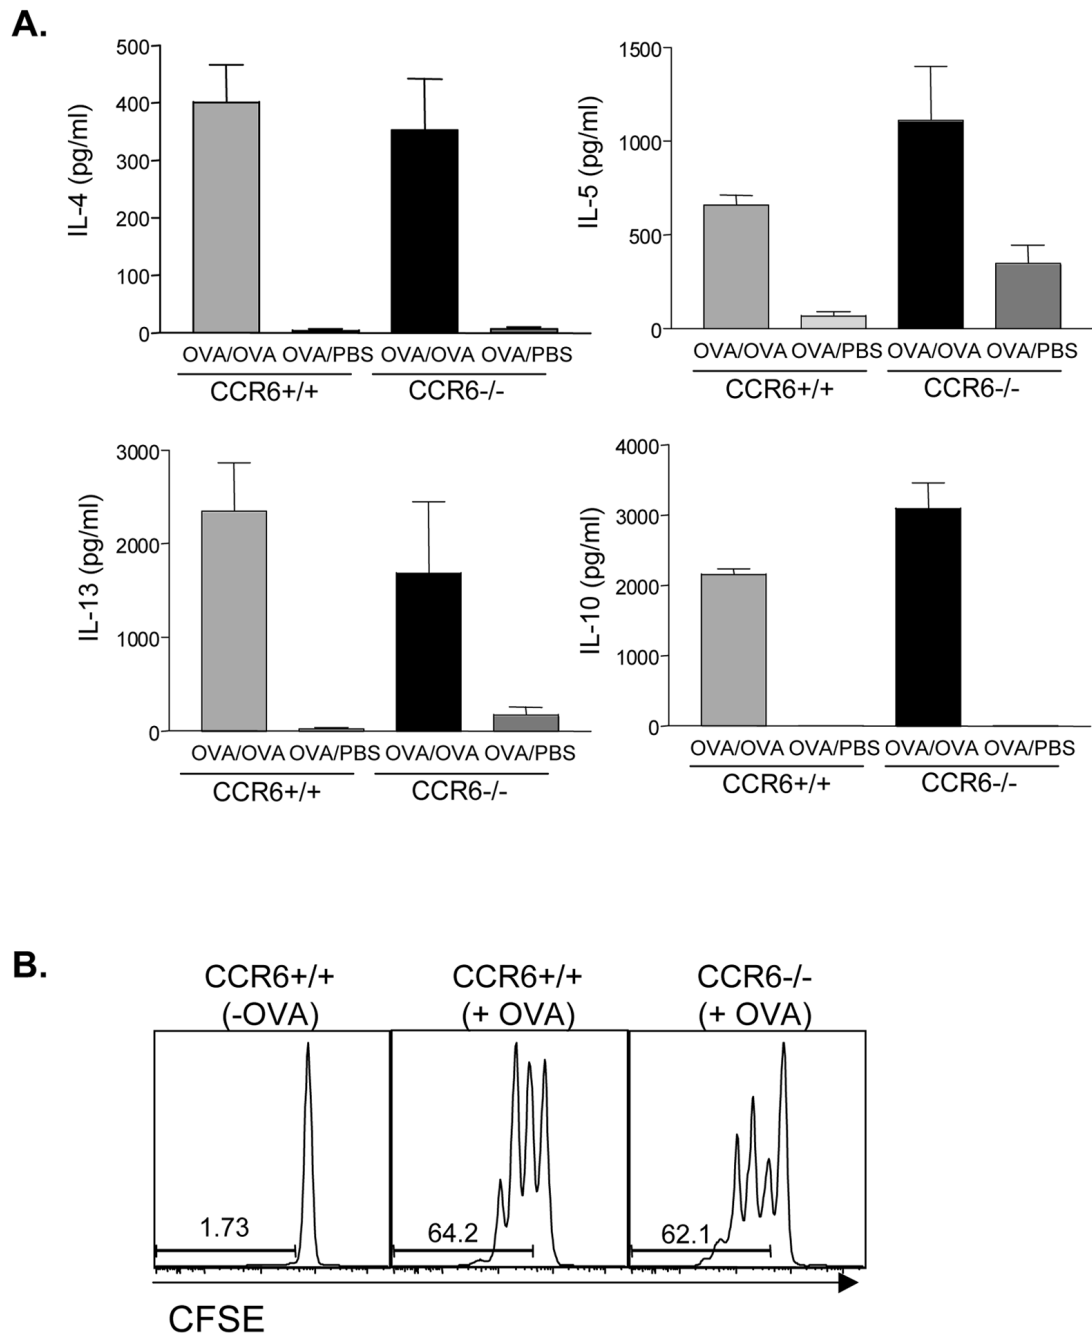 A.
500
400
300
200
100
0
IL-4 (pg/ml)
OVA/OVA OVA/PBS OVA/OVA OVA/PBS
CCR6+/+ CCR6-/-
1500
1000
500
0
IL-5 (pg/ml)
OVA/OVA OVA/PBS OVA/OVA OVA/PBS
CCR6+/+ CCR6-/-
3000
2000
1000
0
IL-13 (pg/ml)
OVA/OVA OVA/PBS OVA/OVA OVA/PBS
CCR6+/+ CCR6-/-
4000
3000
2000
1000
0
IL-10 (pg/ml)
OVA/OVA OVA/PBS OVA/OVA OVA/PBS
CCR6+/+ CCR6-/-
B.
CCR6+/+ CCR6+/+ CCR6-/-
(-OVA) (+ OVA) (+ OVA)
1.73 64.2 62.1
CFSE